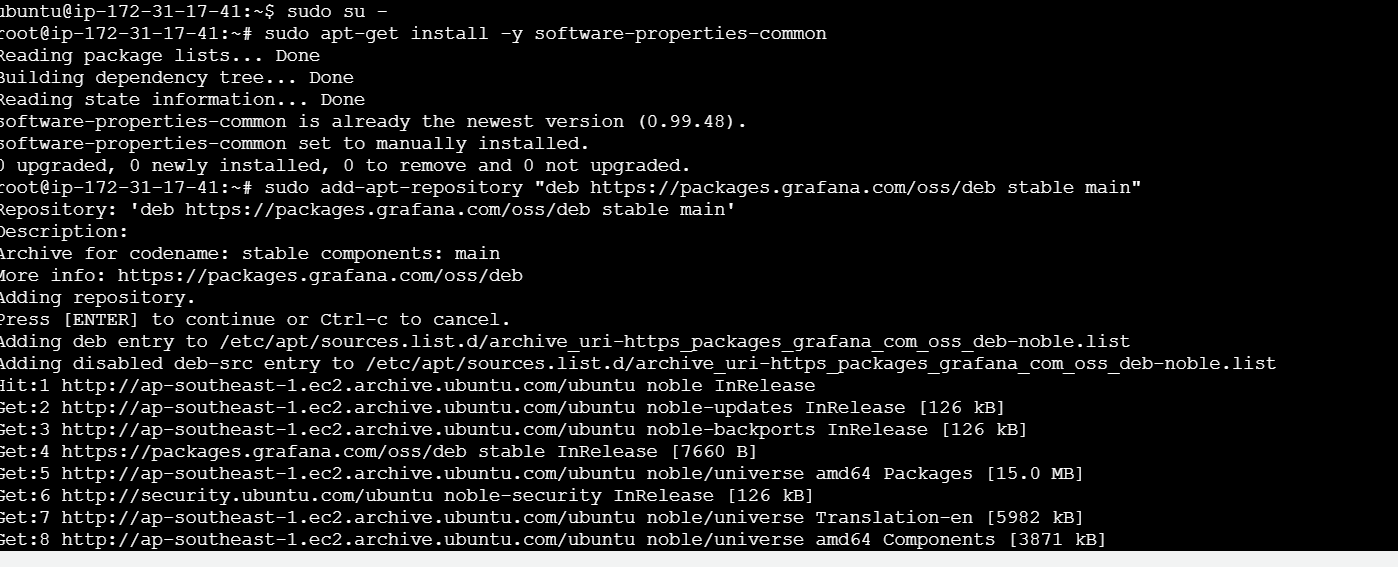 ubuntu@ip-172-31-17-41:~$ sudo su -
root@ip-172-31-17-41:~# sudo apt-get install -y software-properties-common
Reading package lists... Done
Building dependency tree... Done
Reading state information... Done
software-properties-common is already the newest version (0.99.48).
software-properties-common set to manually installed.
0 upgraded, 0 newly installed, 0 to remove and 0 not upgraded.
root@ip-172-31-17-41:~# sudo add-apt-repository "deb https://packages.grafana.com/oss/deb stable main"
Repository: 'deb https://packages.grafana.com/oss/deb stable main'
Description:
Archive for codename: stable components: main
More info: https://packages.grafana.com/oss/deb
Adding repository.
Press [ENTER] to continue or Ctrl-c to cancel.
Adding deb entry to /etc/apt/sources.list.d/archive_uri-https_packages_grafana_com_oss_deb-noble.list
Adding disabled deb-src entry to /etc/apt/sources.list.d/archive_uri-https_packages_grafana_com_oss_deb-noble.list
Hit:1 http://ap-southeast-1.ec2.archive.ubuntu.com/ubuntu noble InRelease
Get:2 http://ap-southeast-1.ec2.archive.ubuntu.com/ubuntu noble-updates InRelease [126 kB]
Get:3 http://ap-southeast-1.ec2.archive.ubuntu.com/ubuntu noble-backports InRelease [126 kB]
Get:4 https://packages.grafana.com/oss/deb stable InRelease [7660 B]
Get:5 http://ap-southeast-1.ec2.archive.ubuntu.com/ubuntu noble/universe amd64 Packages [15.0 MB]
Get:6 http://security.ubuntu.com/ubuntu noble-security InRelease [126 kB]
Get:7 http://ap-southeast-1.ec2.archive.ubuntu.com/ubuntu noble/universe Translation-en [5982 kB]
Get:8 http://ap-southeast-1.ec2.archive.ubuntu.com/ubuntu noble/universe amd64 Components [3871 kB]